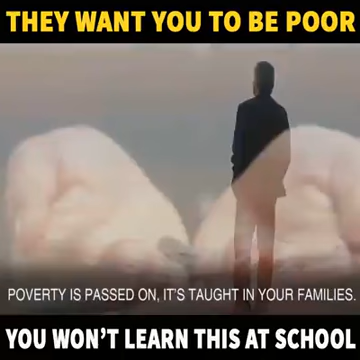 THEY WANT YOU TO BE POOR
POVERTY IS PASSED ON, IT'S TAUGHT IN YOUR FAMILIES.
YOU WON'T LEARN THIS AT SCHOOL